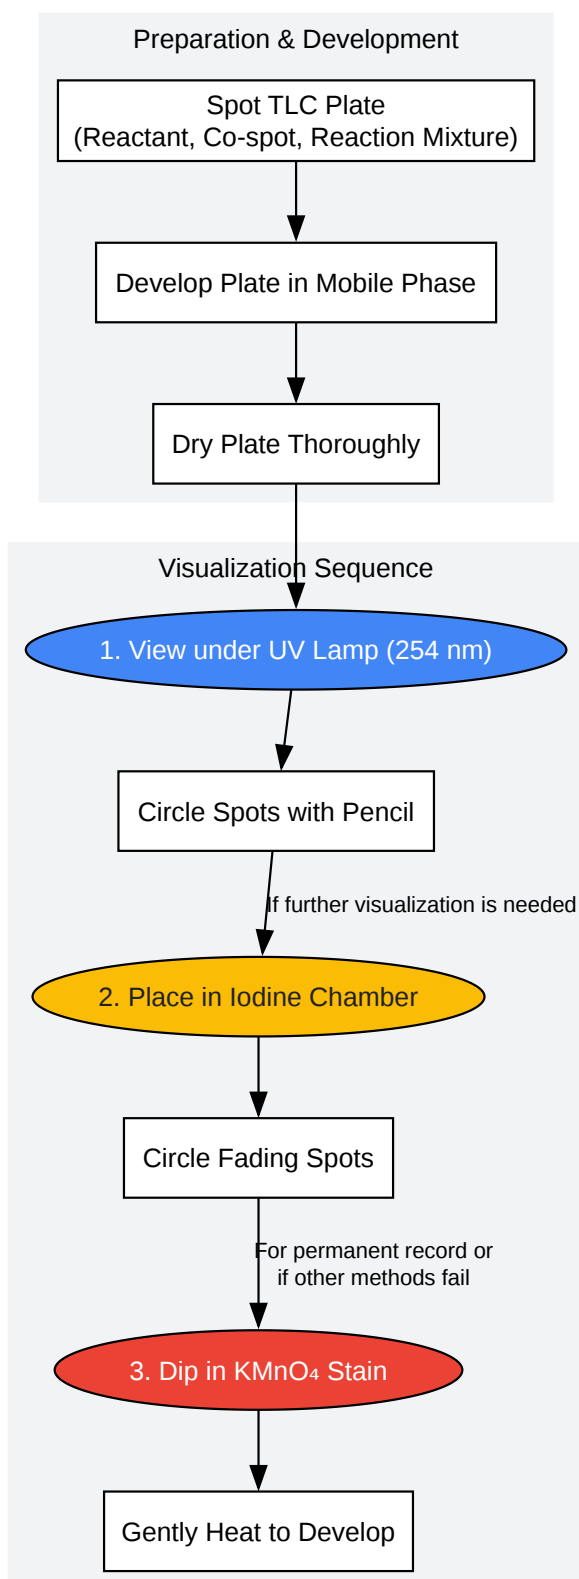 Preparation & Development
Spot TLC Plate
(Reactant, Co-spot, Reaction Mixture)
Develop Plate in Mobile Phase
Dry Plate Thoroughly
Visualization Sequence
1. View under UV Lamp (254 nm)
Circle Spots with Pencil
If further visualization is needed
2. Place in Iodine Chamber
Circle Fading Spots
For permanent record or
if other methods fail
3. Dip in KMnO₄ Stain
Gently Heat to Develop